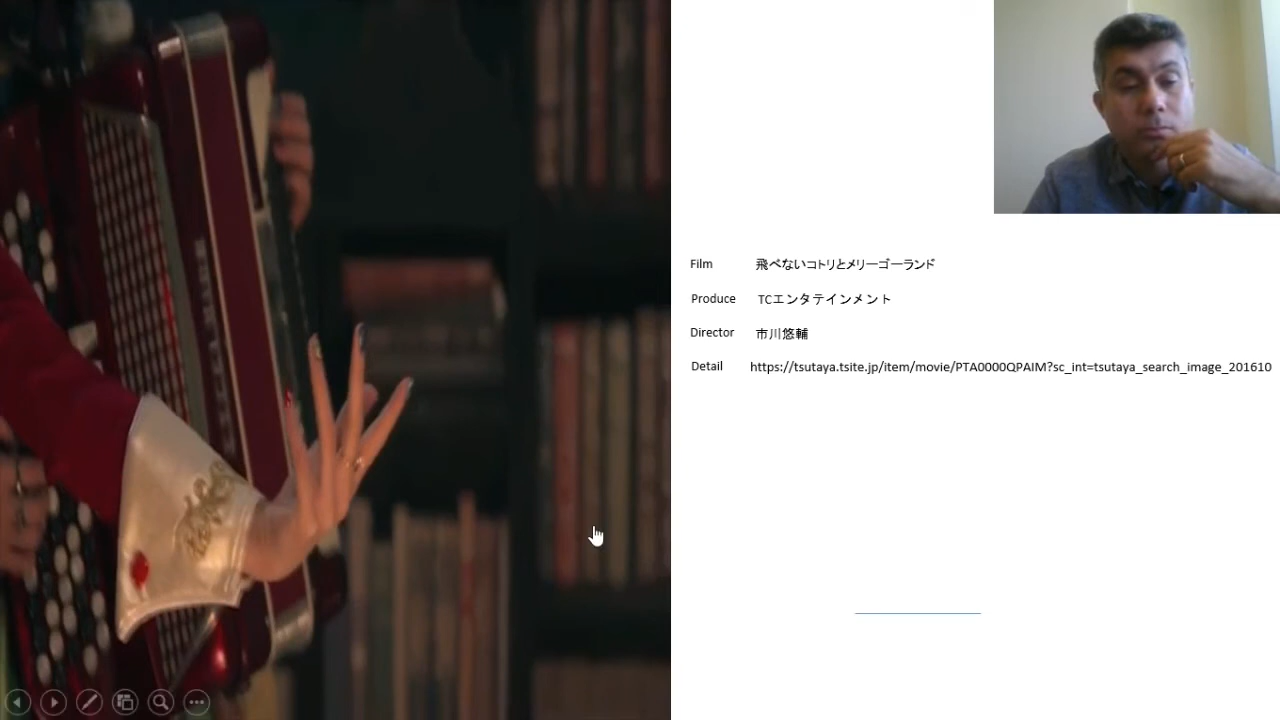 Film 飛べないコトリとメリーゴーランド
Produce TCエンタテインメント
Director 市川悠輔
Detail https://tsutaya.tsite.jp/item/movie/PTA0000QPAIM?sc_int=tsutaya_search_image_201610